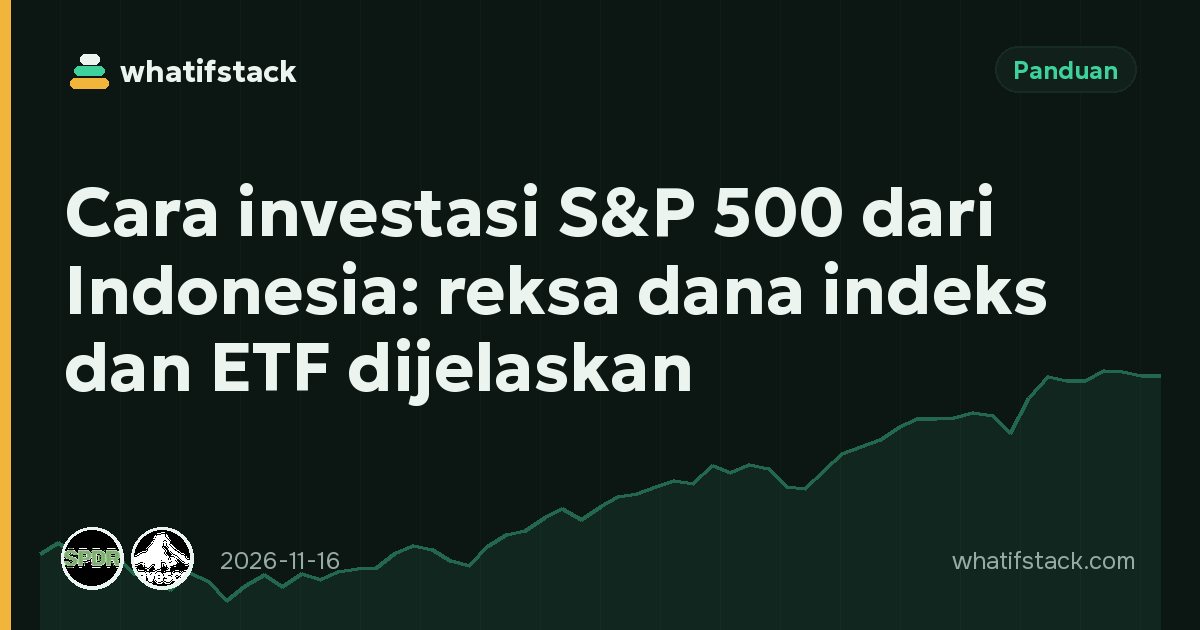 whatifstack
Panduan
Cara investasi S&P 500 dari
Indonesia: reksa dana indeks
dan ETF dijelaskan
SPDR
2026-11-16
whatifstack.com